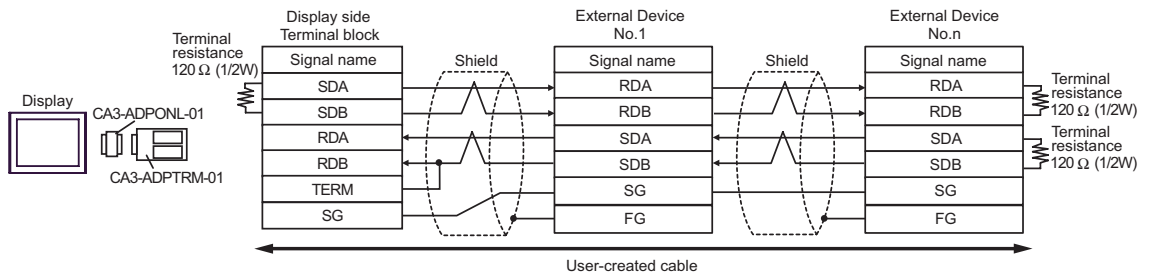 Display side
Terminal block
External Device
No.1
External Device
No.n
Terminal
resistance
120 Ω (1/2W)
Signal name
Shield
Signal name
Shield
Signal name
Display
CA3-ADPONL-01
CA3-ADPTRM-01
SDA
SDB
RDA
RDB
TERM
SG
RDA
RDB
SDA
SDB
SG
FG
RDA
RDB
SDA
SDB
SG
FG
Terminal
resistance
120 Ω (1/2W)
Terminal
resistance
120 Ω (1/2W)
User-created cable